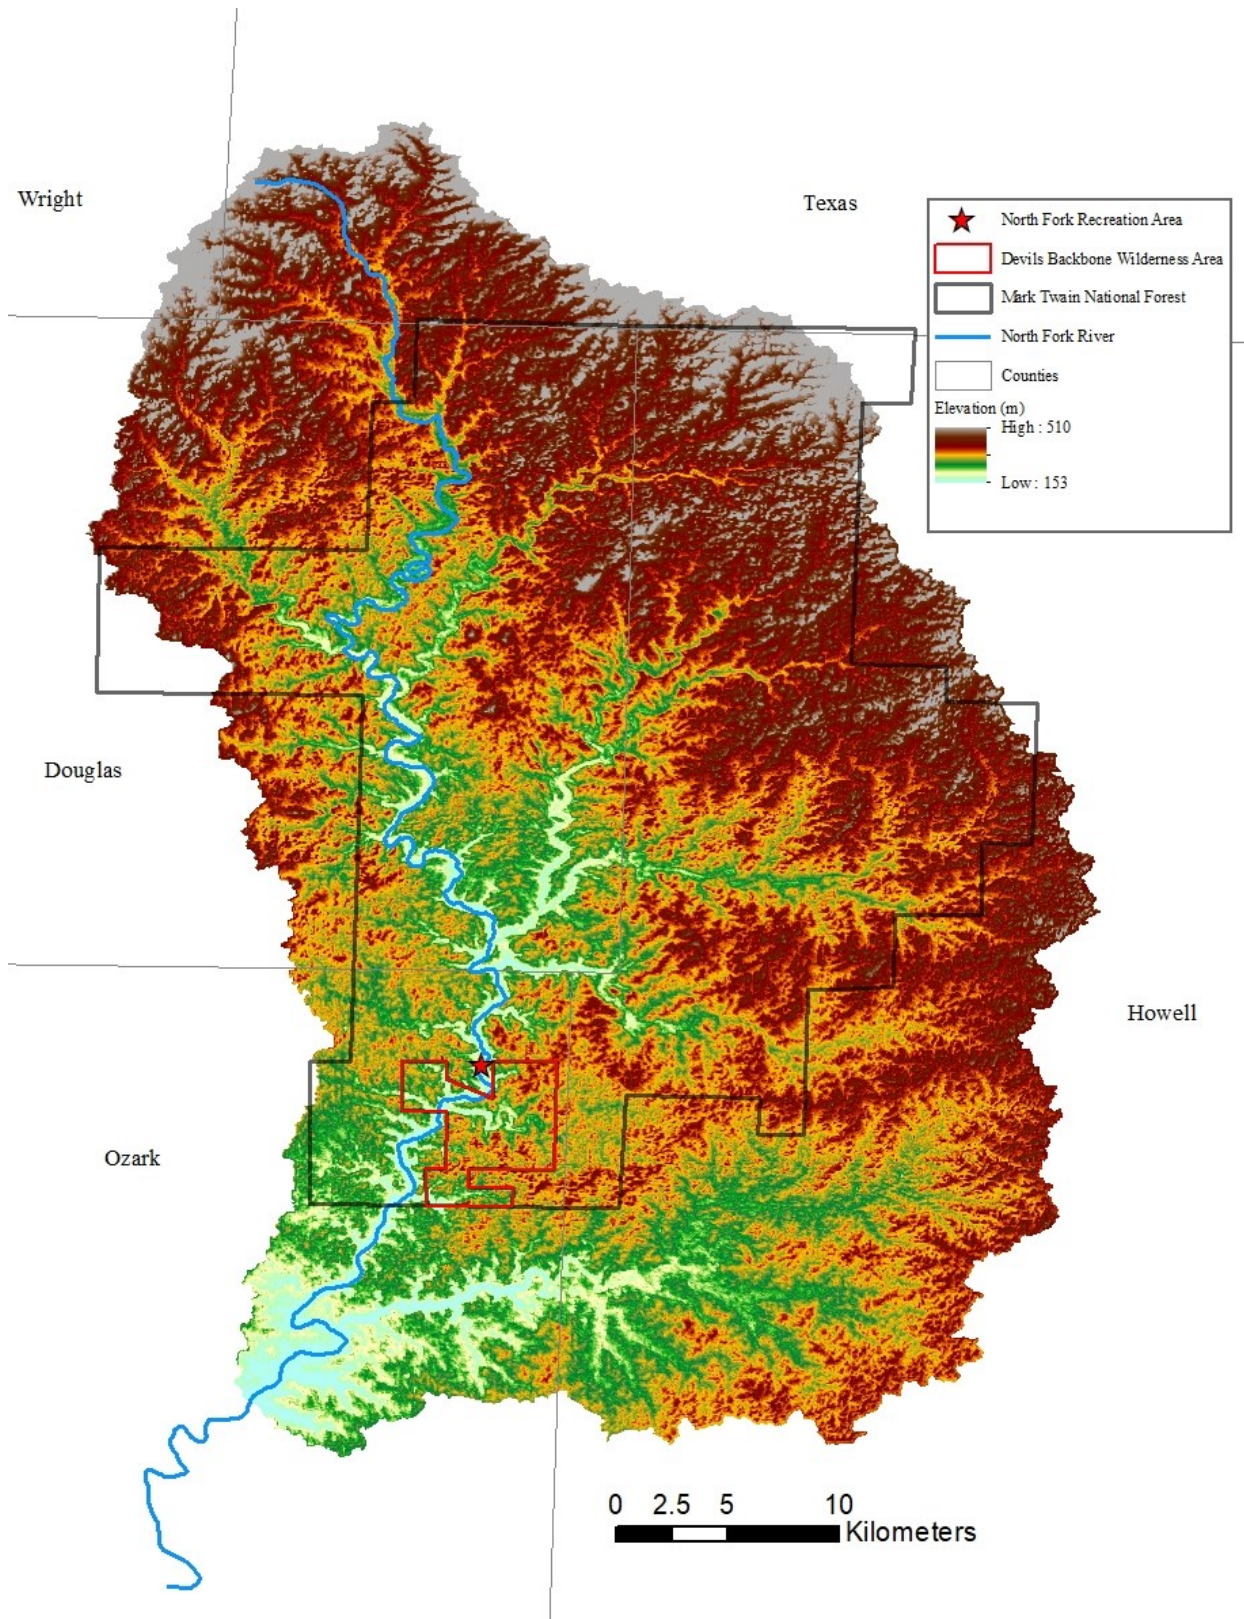 Wright
Texas
North Fork Recreation Area
Devils Backbone Wilderness Area
Mark Twain National Forest
North Fork River
Counties
Elevation (m)
High : 510
Low : 153
Douglas
Howell
Ozark
0 2.5 5 10
Kilometers